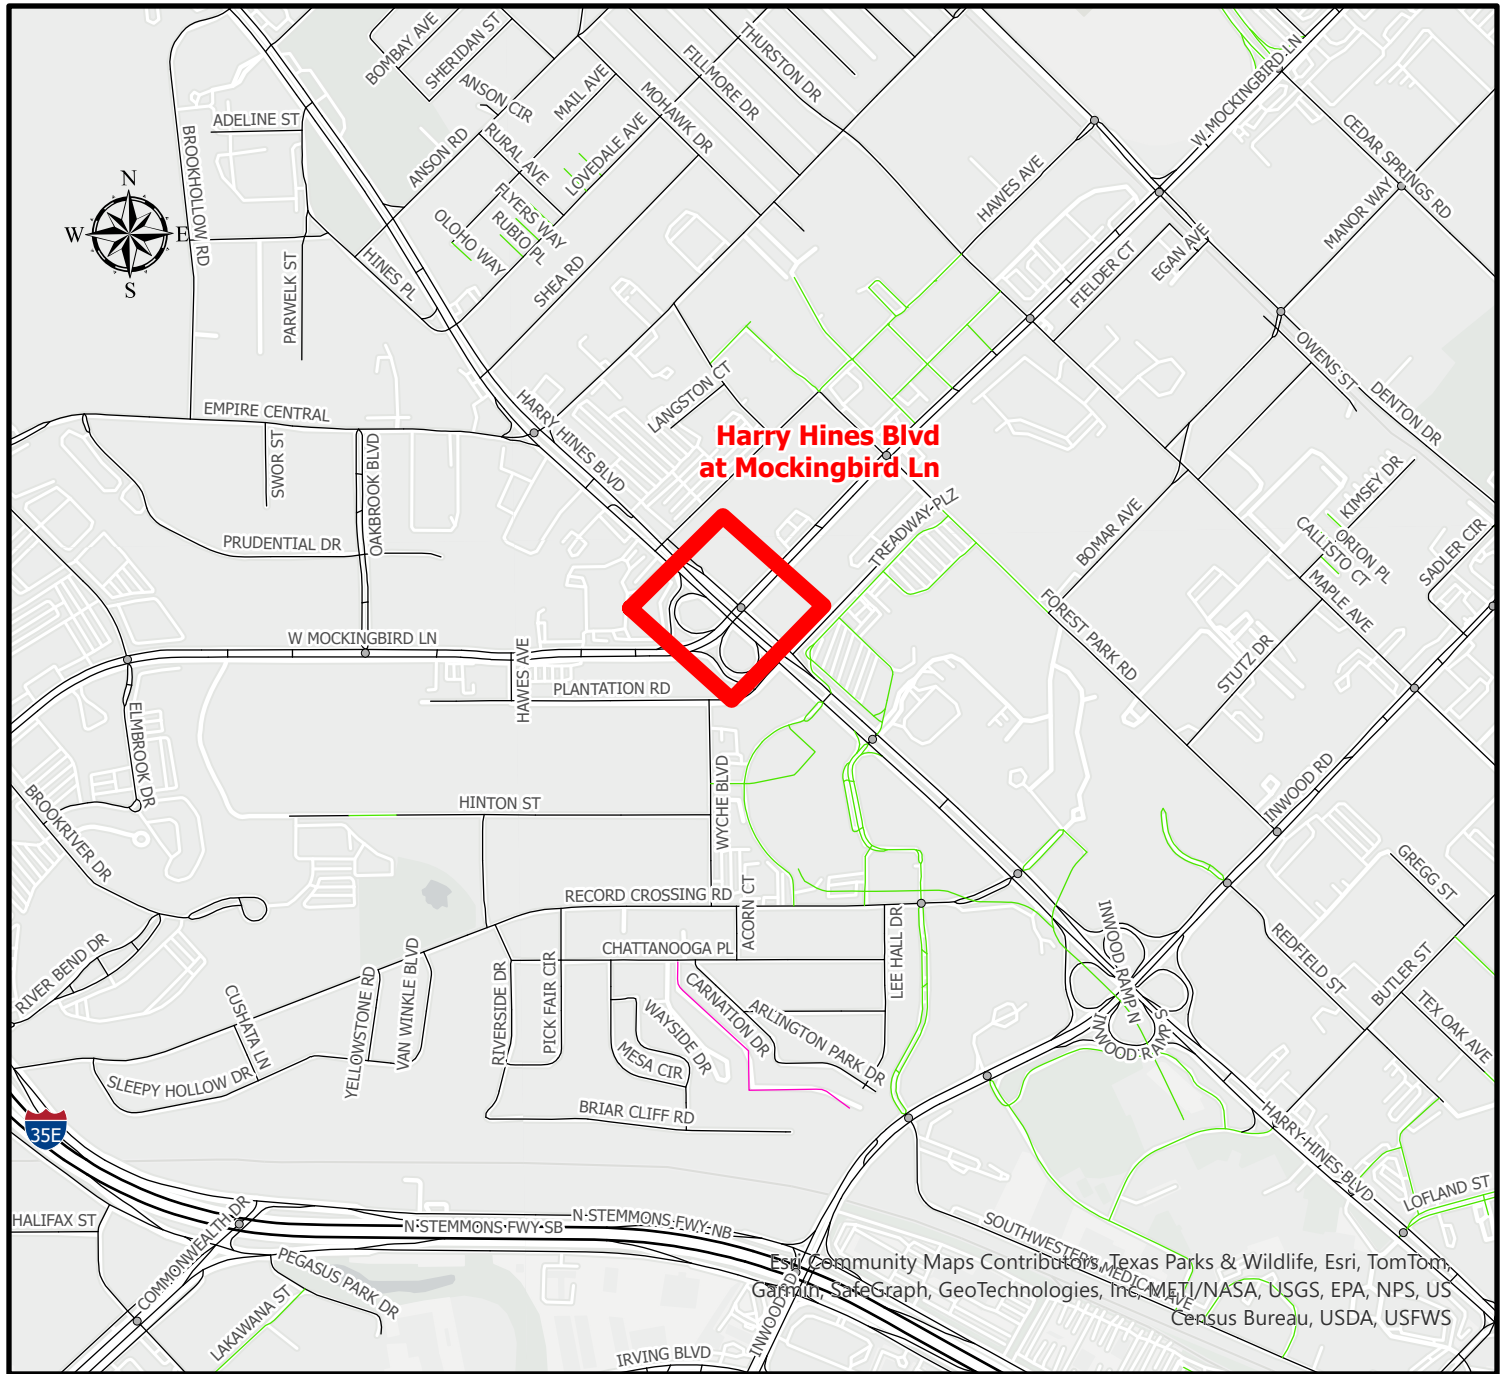 BOMBAY AVE
SHERIDAN ST
THURSTON DR
FILLMORE DR
W MOCKINGBIRD LN
ANSON CIR
MAIL AVE
MOHAWK DR
ADELINE ST
BROOKHOLLOW RD
ANSON RD
RURAL AVE
LOVEDALE AVE
CEDAR SPRINGS RD
HAWES AVE
MANOR WAY
N
W
E
S
FLYERS WAY
RUBIO PL
OLOHO WAY
HINES PL
SHEA RD
PARWELK ST
FIELDER CT
EGAN AVE
OWENS ST
DENTON DR
LANGSTON CT
HARRY HINES BLVD
EMPIRE CENTRAL
SWOR ST
OAKBROOK BLVD
Harry Hines Blvd
at Mockingbird Ln
PRUDENTIAL DR
TREADWAY PLZ
BOMAR AVE
KIMSEY DR
ORION PL
CALLISTO CT
SADLER CIR
MAPLE AVE
FOREST PARK RD
STUTZ DR
W MOCKINGBIRD LN
HAWES AVE
PLANTATION RD
ELMBROOK DR
WYCHE BLVD
BROOKRIVER DR
HINTON ST
INWOOD RD
GREGG ST
RECORD CROSSING RD
ACORN CT
LEE HALL DR
INWOOD RAMP N
INWOOD RAMP S
REDFIELD ST
BUTLER ST
TEX OAK AVE
RIVER BEND DR
CUSHATA LN
YELLOWSTONE RD
VAN WINKLE BLVD
RIVERSIDE DR
PICK FAIR CIR
CHATTANOOGA PL
CARNATION DR
WAYSIDE DR
MESA CIR
ARLINGTON PARK DR
SLEEPY HOLLOW DR
BRIAR CLIFF RD
35E
HARRY HINES BLVD
LOFLAND ST
HALIFAX ST
COMMONWEALTH DR
N STEMMONS FWY SB
N STEMMONS FWY NB
PEGASUS PARK DR
LAKAWANA ST
SOUTHWESTERN MEDICAL AVE
INWOOD RD
IRVING BLVD
Esri Community Maps Contributors, Texas Parks & Wildlife, Esri, TomTom,
Garmin, SafeGraph, GeoTechnologies, Inc, METI/NASA, USGS, EPA, NPS, US
Census Bureau, USDA, USFWS